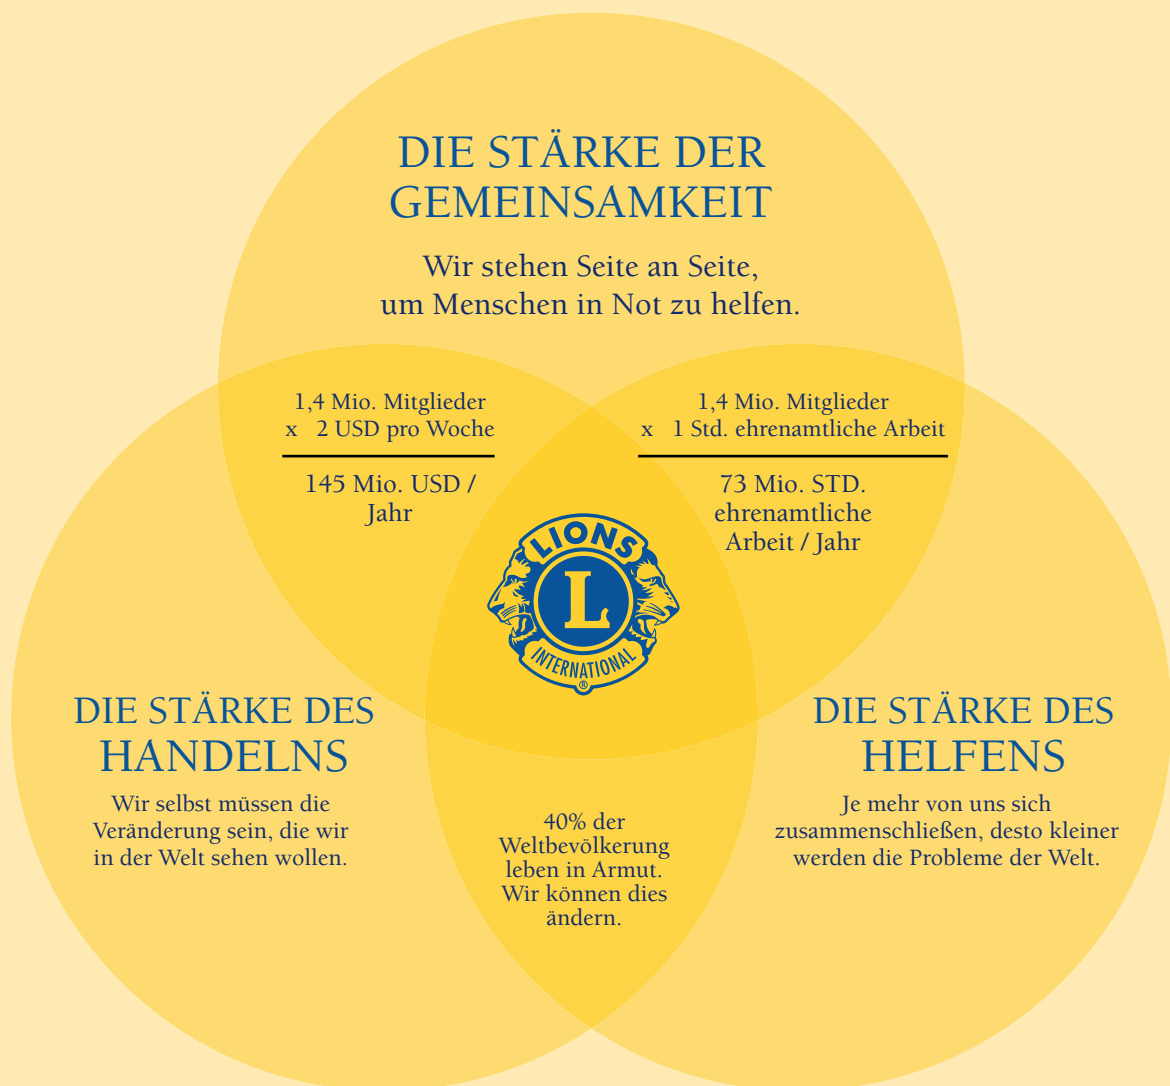 DIE STÄRKE DER
GEMEINSAMKEIT
Wir stehen Seite an Seite,
um Menschen in Not zu helfen.
1,4 Mio. Mitglieder
x 2 USD pro Woche
145 Mio. USD /
Jahr
1,4 Mio. Mitglieder
x 1 Std. ehrenamtliche Arbeit
73 Mio. STD.
ehrenamtliche
Arbeit / Jahr
LIONS
L
INTERNATIONAL
®
DIE STÄRKE DES
HANDELNS
Wir selbst müssen die
Veränderung sein, die wir
in der Welt sehen wollen.
40% der
Weltbevölkerung
leben in Armut.
Wir können dies
ändern.
DIE STÄRKE DES
HELFENS
Je mehr von uns sich
zusammenschließen, desto kleiner
werden die Probleme der Welt.